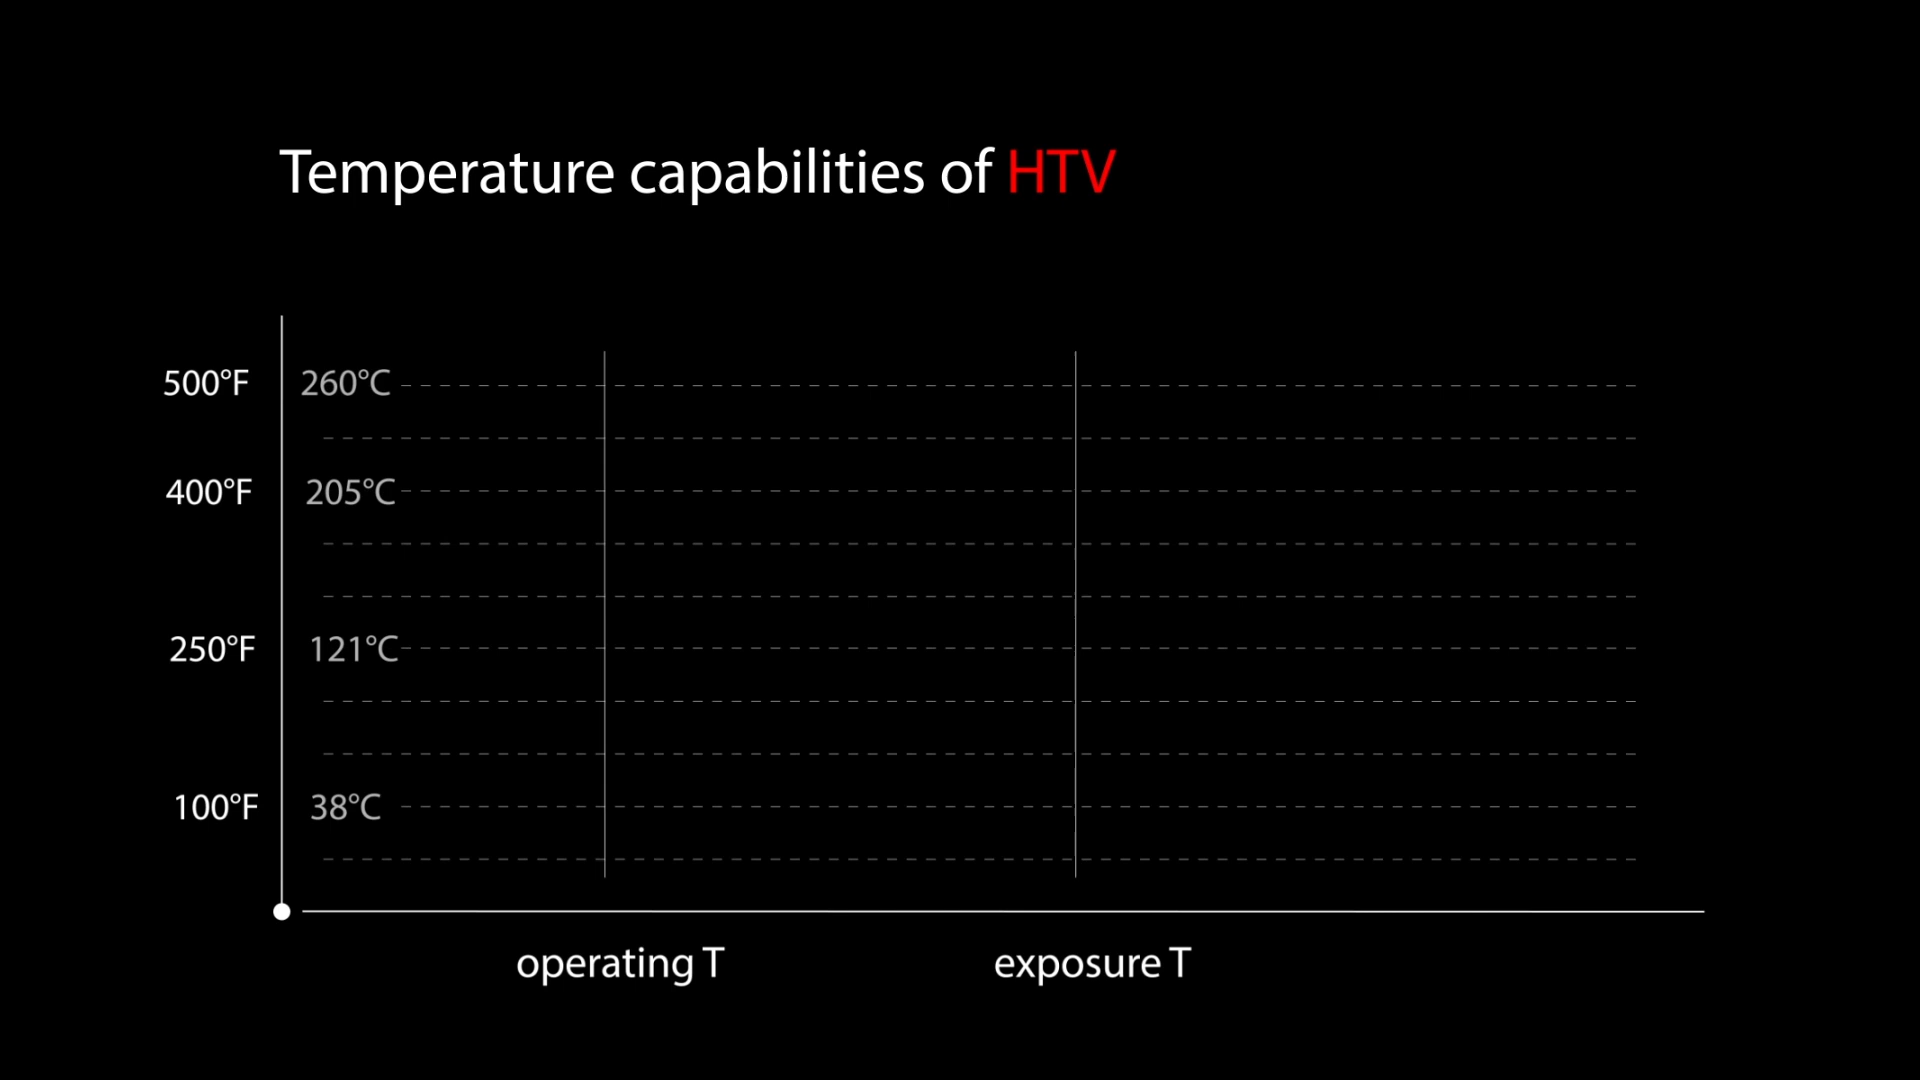 Temperature capabilities of HTV
500°F 260°C
400°F 205°C
250°F 121°C
100°F 38°C
operating T exposure T